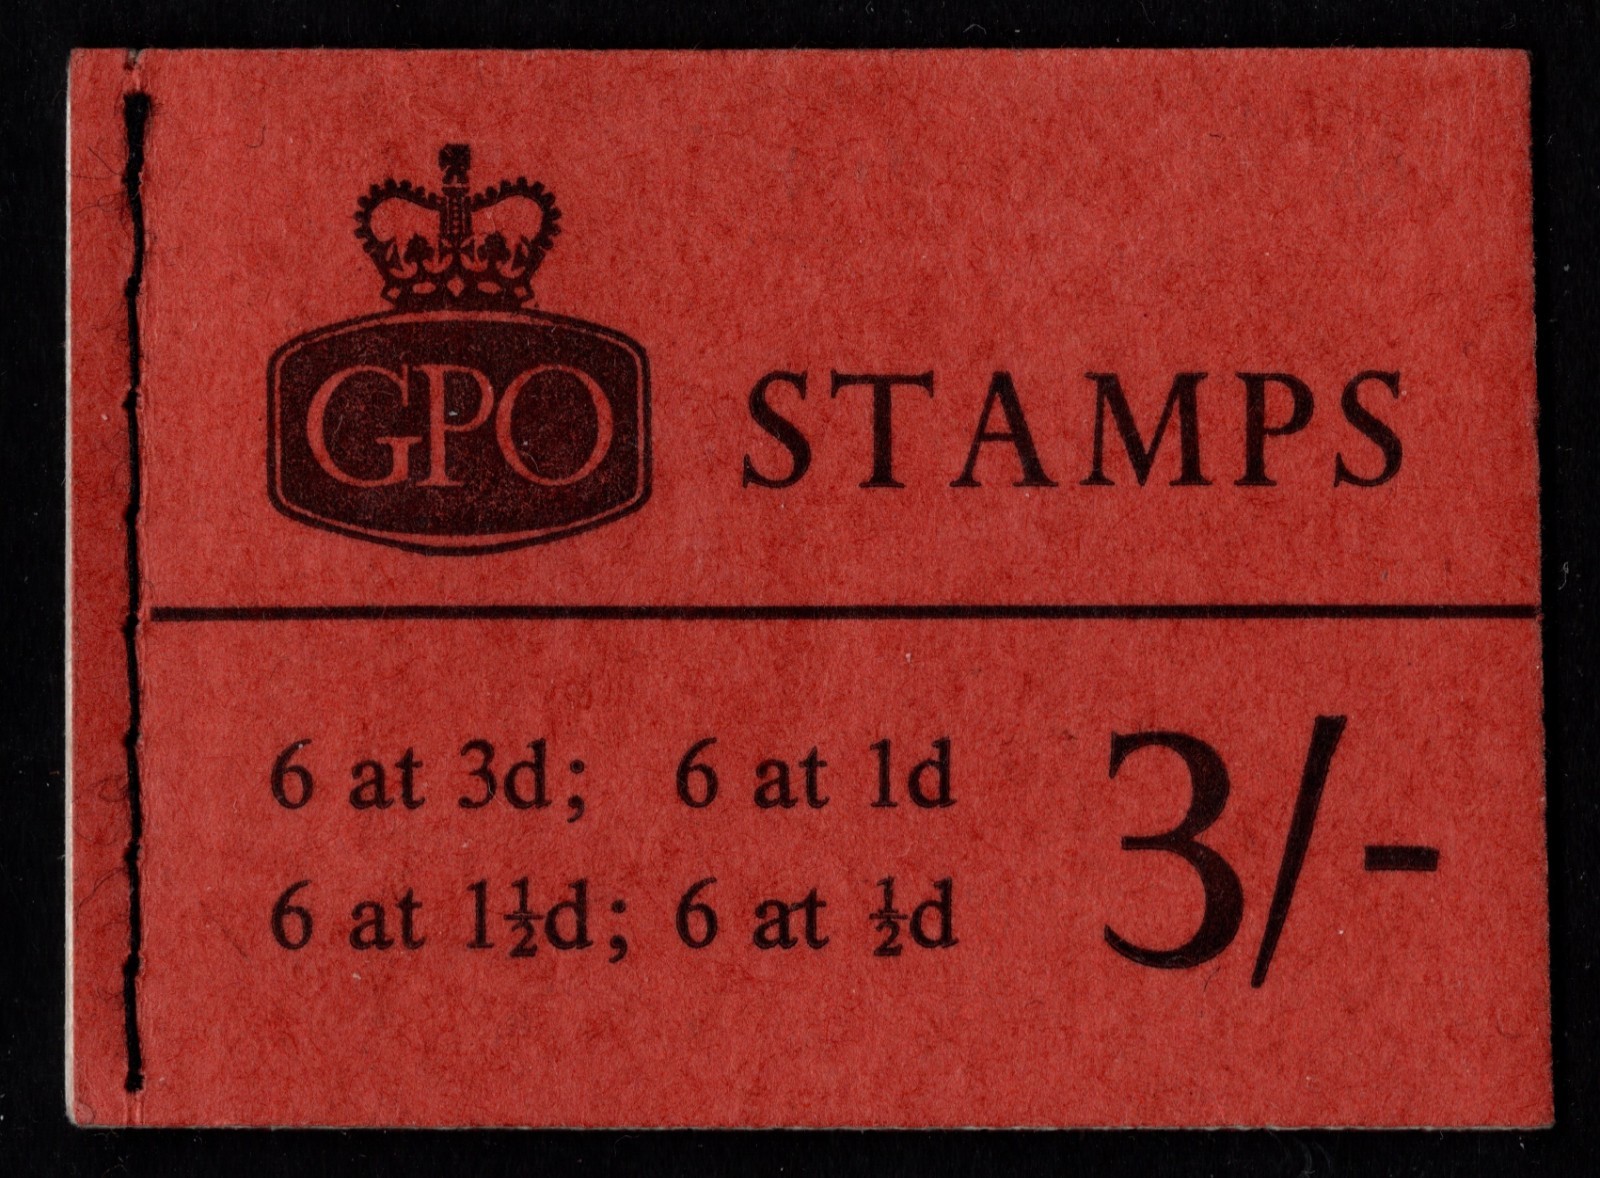 GPO STAMPS
6 at 3d; 6 at 1d
6 at 1½d; 6 at ½d
3/-